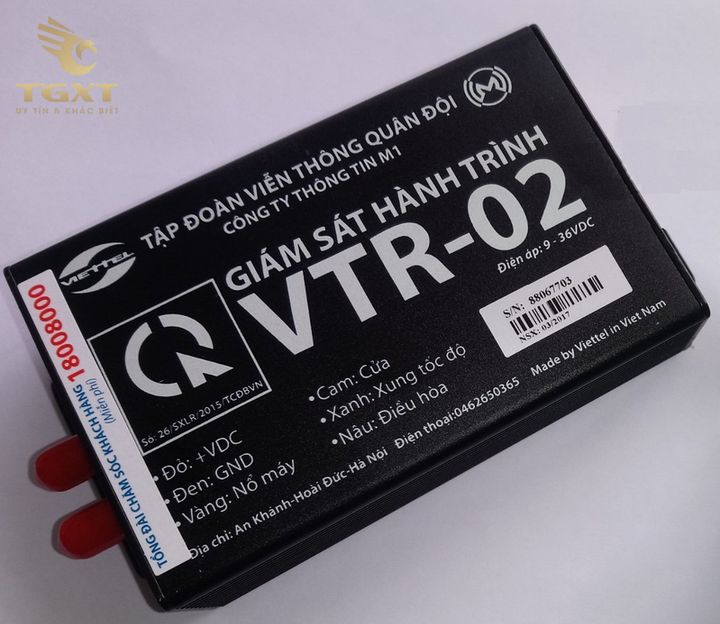 TGXT
UY TÍN & KHÁC BIỆT
VIETTEL
TẬP ĐOÀN VIỄN THÔNG QUÂN ĐỘI
CÔNG TY THÔNG TIN M1
M
GIÁM SÁT HÀNH TRÌNH
VTR-02
Điện áp: 9 - 36VDC
S/N: 88067703
NSX: 03/2017
Made by Viettel in Viet Nam
Số: 26/SXLR/2015/TCĐBVN
• Đỏ: +VDC
• Đen: GND
• Vàng: Nổ máy
• Cam: Cửa
• Xanh: Xung tốc độ
• Nâu: Điều hòa
Địa chỉ: An Khánh-Hoài Đức-Hà Nội Điện thoại:0462650365
TỔNG ĐÀI CHĂM SÓC KHÁCH HÀNG 18008000
(Miễn phí)